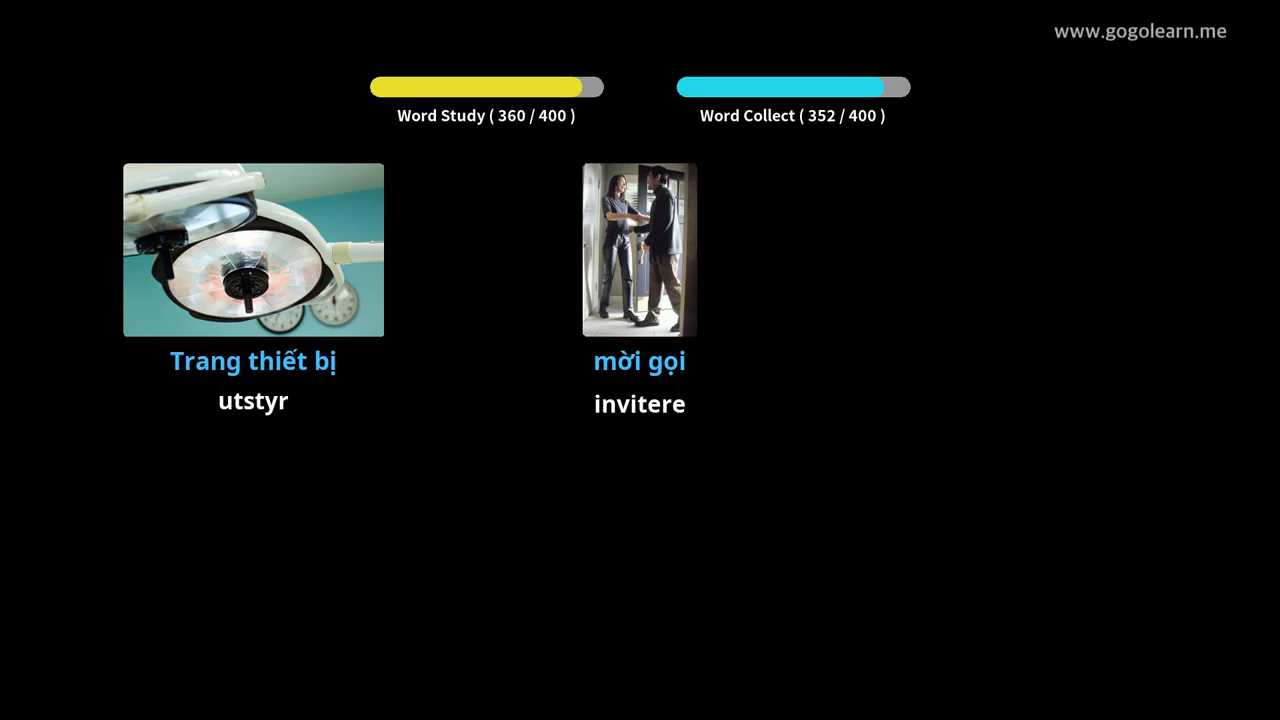 www.gogolearn.me
Word Study ( 360 / 400 )
Word Collect ( 352 / 400 )
Trang thiết bị
utstyr
mời gọi
invitere